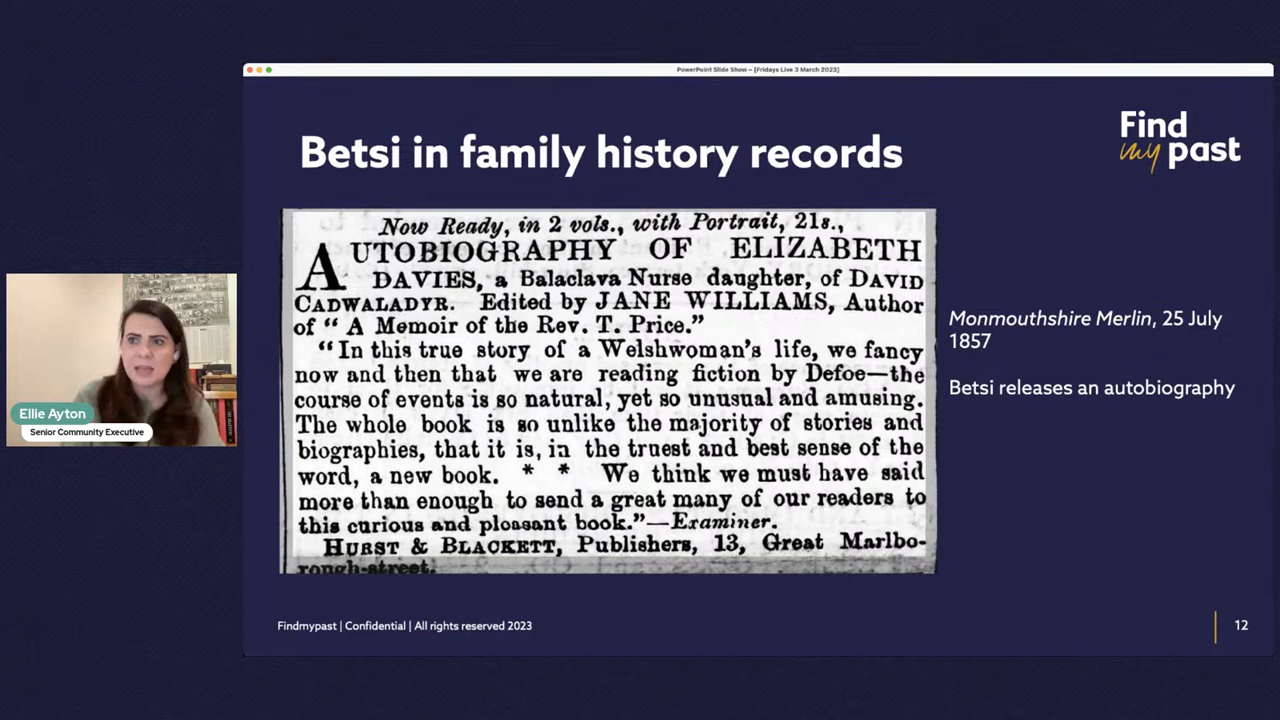 PowerPoint Slide Show – [Fridays Live 3 March 2023]
Find
my past
Betsi in family history records
Now Ready, in 2 vols., with Portrait, 21s.,
AUTOBIOGRAPHY OF ELIZABETH
DAVIES, a Balaclava Nurse daughter, of DAVID
CADWALADYR. Edited by JANE WILLIAMS, Author
of “ A Memoir of the Rev. T. Price.”
“In this true story of a Welshwoman's life, we fancy
now and then that we are reading fiction by Defoe—the
course of events is so natural, yet so unusual and amusing.
The whole book is so unlike the majority of stories and
biographies, that it is, in the truest and best sense of the
word, a new book. * * We think we must have said
more than enough to send a great many of our readers to
this curious and pleasant book.”—Examiner.
HURST & BLACKETT, Publishers, 13, Great Marlbo-
rough-street.
Monmouthshire Merlin, 25 July
1857
Betsi releases an autobiography
Ellie Ayton
Senior Community Executive
Findmypast | Confidential | All rights reserved 2023
12